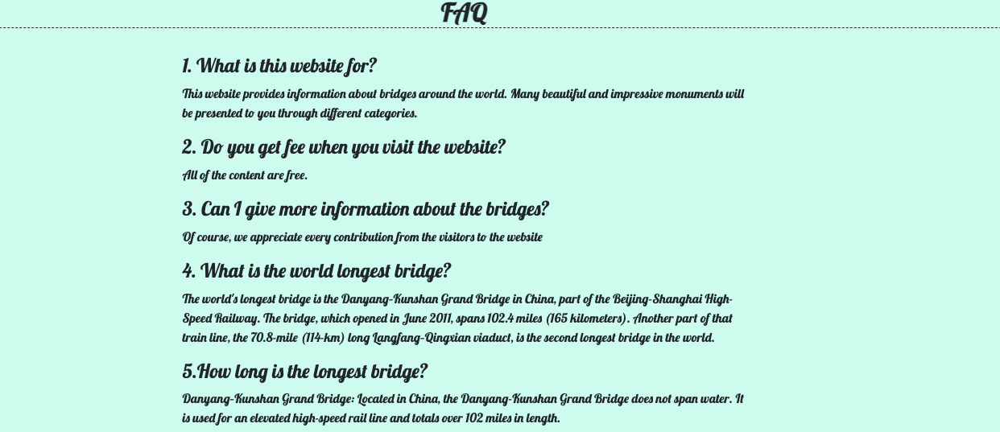 FAQ
1. What is this website for?
This website provides information about bridges around the world. Many beautiful and impressive monuments will
be presented to you through different categories.
2. Do you get fee when you visit the website?
All of the content are free.
3. Can I give more information about the bridges?
Of course, we appreciate every contribution from the visitors to the website
4. What is the world longest bridge?
The world's longest bridge is the Danyang–Kunshan Grand Bridge in China, part of the Beijing-Shanghai High-
Speed Railway. The bridge, which opened in June 2011, spans 102.4 miles (165 kilometers). Another part of that
train line, the 70.8-mile (114-km) long Langfang–Qingxian viaduct, is the second longest bridge in the world.
5.How long is the longest bridge?
Danyang–Kunshan Grand Bridge: Located in China, the Danyang-Kunshan Grand Bridge does not span water. It
is used for an elevated high-speed rail line and totals over 102 miles in length.